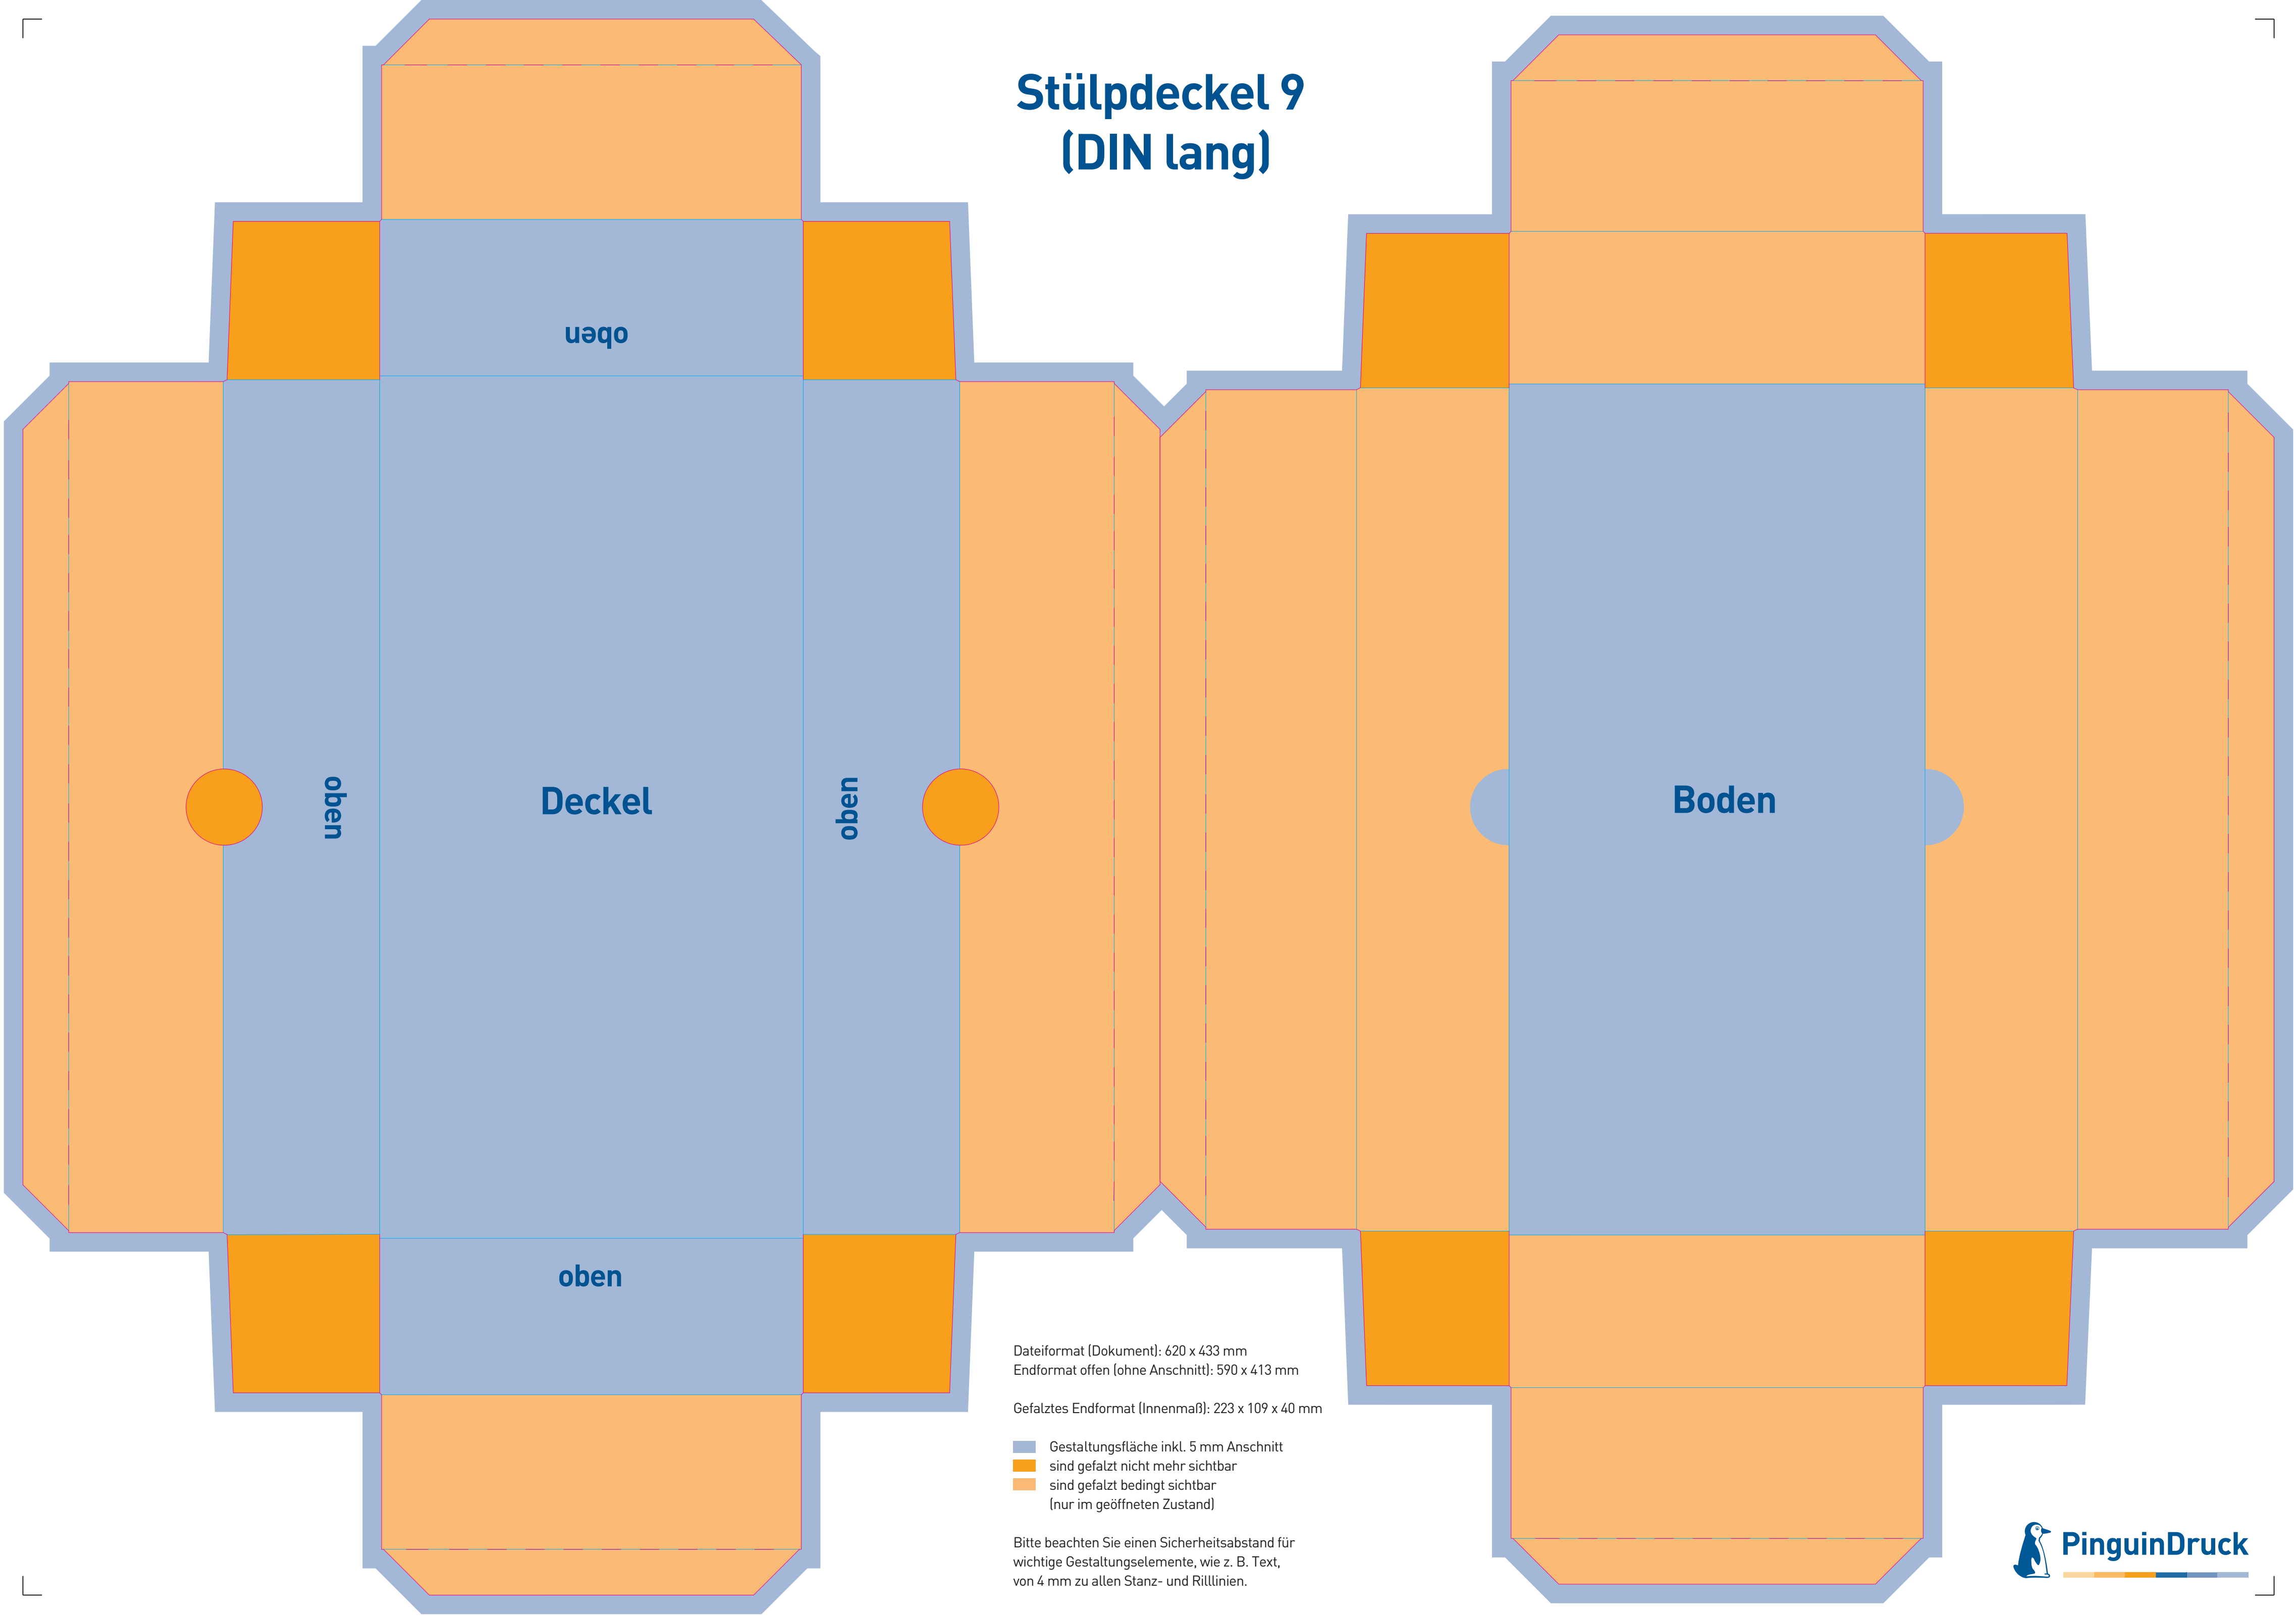 Stülpdeckel 9
(DIN lang)
oben
oben
Deckel
oben
Boden
oben
Dateiformat (Dokument): 620 x 433 mm
Endformat offen (ohne Anschnitt): 590 x 413 mm
Gefalztes Endformat (Innenmaß): 223 x 109 x 40 mm
Gestaltungsfläche inkl. 5 mm Anschnitt
sind gefalzt nicht mehr sichtbar
sind gefalzt bedingt sichtbar
(nur im geöffneten Zustand)
Bitte beachten Sie einen Sicherheitsabstand für
wichtige Gestaltungselemente, wie z. B. Text,
von 4 mm zu allen Stanz- und Rilllinien.
PinguinDruck